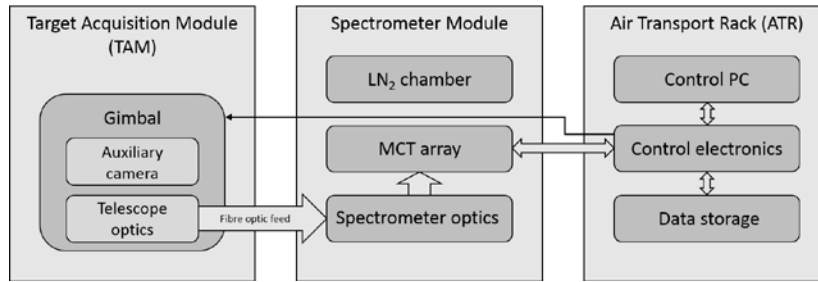 Target Acquisition Module
(TAM)
Gimbal
Auxiliary
camera
Telescope
optics
Fibre optic feed
Spectrometer Module
LN₂ chamber
MCT array
Spectrometer optics
Air Transport Rack (ATR)
Control PC
Control electronics
Data storage